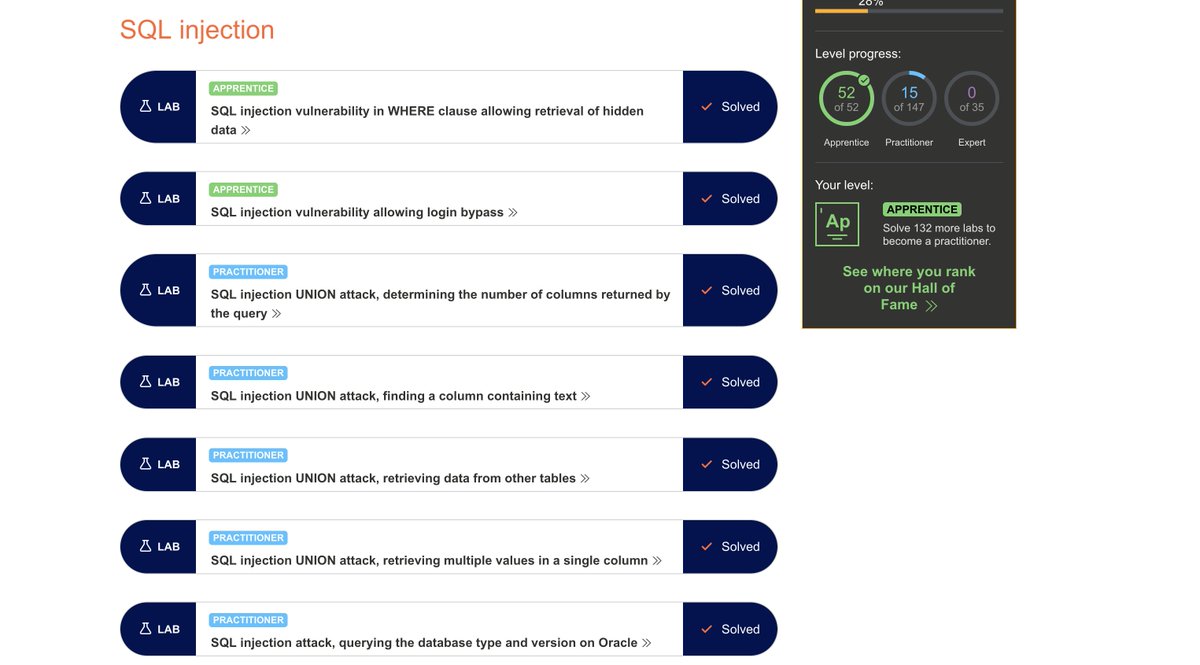 SQL injection
LAB
APPRENTICE
SQL injection vulnerability in WHERE clause allowing retrieval of hidden
data
Solved
LAB
APPRENTICE
SQL injection vulnerability allowing login bypass
Solved
LAB
PRACTITIONER
SQL injection UNION attack, determining the number of columns returned by
the query
Solved
LAB
PRACTITIONER
SQL injection UNION attack, finding a column containing text
Solved
LAB
PRACTITIONER
SQL injection UNION attack, retrieving data from other tables
Solved
LAB
PRACTITIONER
SQL injection UNION attack, retrieving multiple values in a single column
Solved
LAB
PRACTITIONER
SQL injection attack, querying the database type and version on Oracle
Solved
28%
Level progress:
52
of 52
15
of 147
0
of 35
Apprentice
Practitioner
Expert
Your level:
Ap
APPRENTICE
Solve 132 more labs to
become a practitioner.
See where you rank
on our Hall of
Fame